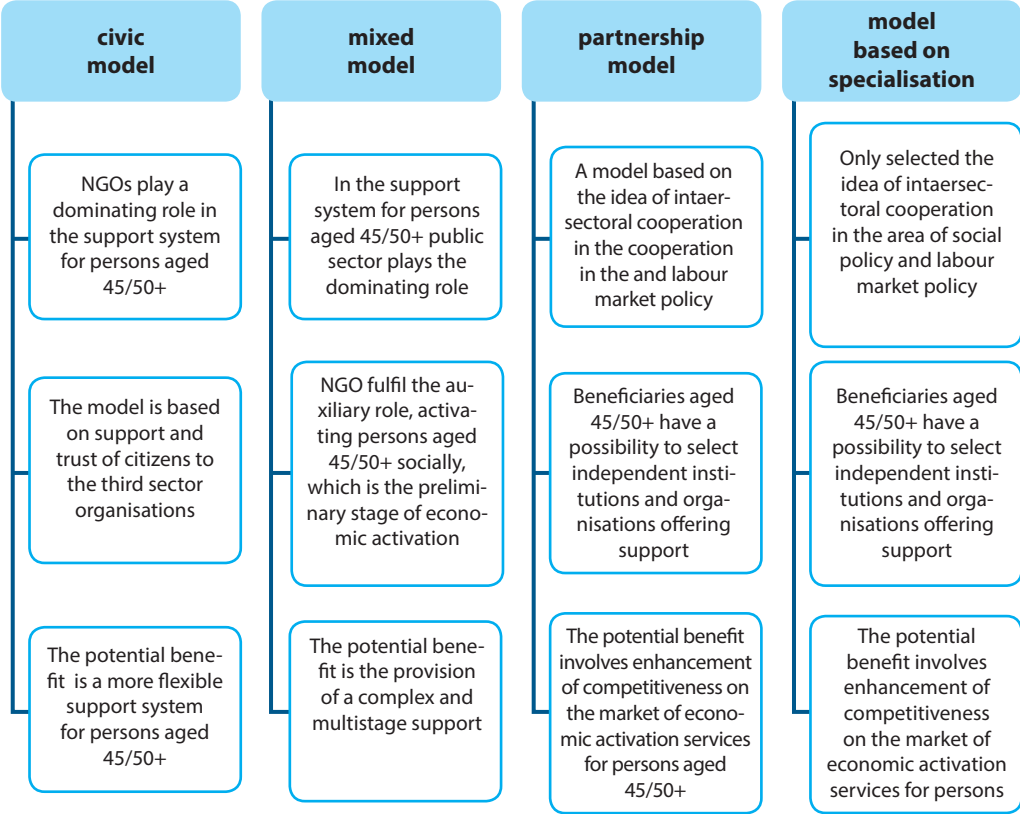 civic
model
NGOs play a
dominating role in
the support system
for persons aged
45/50+
The model is based
on support and
trust of citizens to
the third sector
organisations
The potential bene-
fit is a more flexible
support system
for persons aged
45/50+
mixed
model
In the support
system for persons
aged 45/50+ public
sector plays the
dominating role
NGO fulfil the au-
xiliary role, activa-
ting persons aged
45/50+ socially,
which is the prelimi-
nary stage of econo-
mic activation
The potential bene-
fit is the provision
of a complex and
multistage support
partnership
model
A model based on
the idea of intaer-
sectoral cooperation
in the cooperation
in the and labour
market policy
Beneficiaries aged
45/50+ have a
possibility to select
independent insti-
tutions and orga-
nisations offering
support
The potential benefit
involves enhancement
of competitiveness on
the market of econo-
mic activation services
for persons aged
45/50+
model
based on
specialisation
Only selected the
idea of intaersec-
toral cooperation
in the area of social
policy and labour
market policy
Beneficiaries aged
45/50+ have a
possibility to select
independent insti-
tutions and orga-
nisations offering
support
The potential
benefit involves
enhancement of
competitiveness
on the market of
economic activation
services for persons